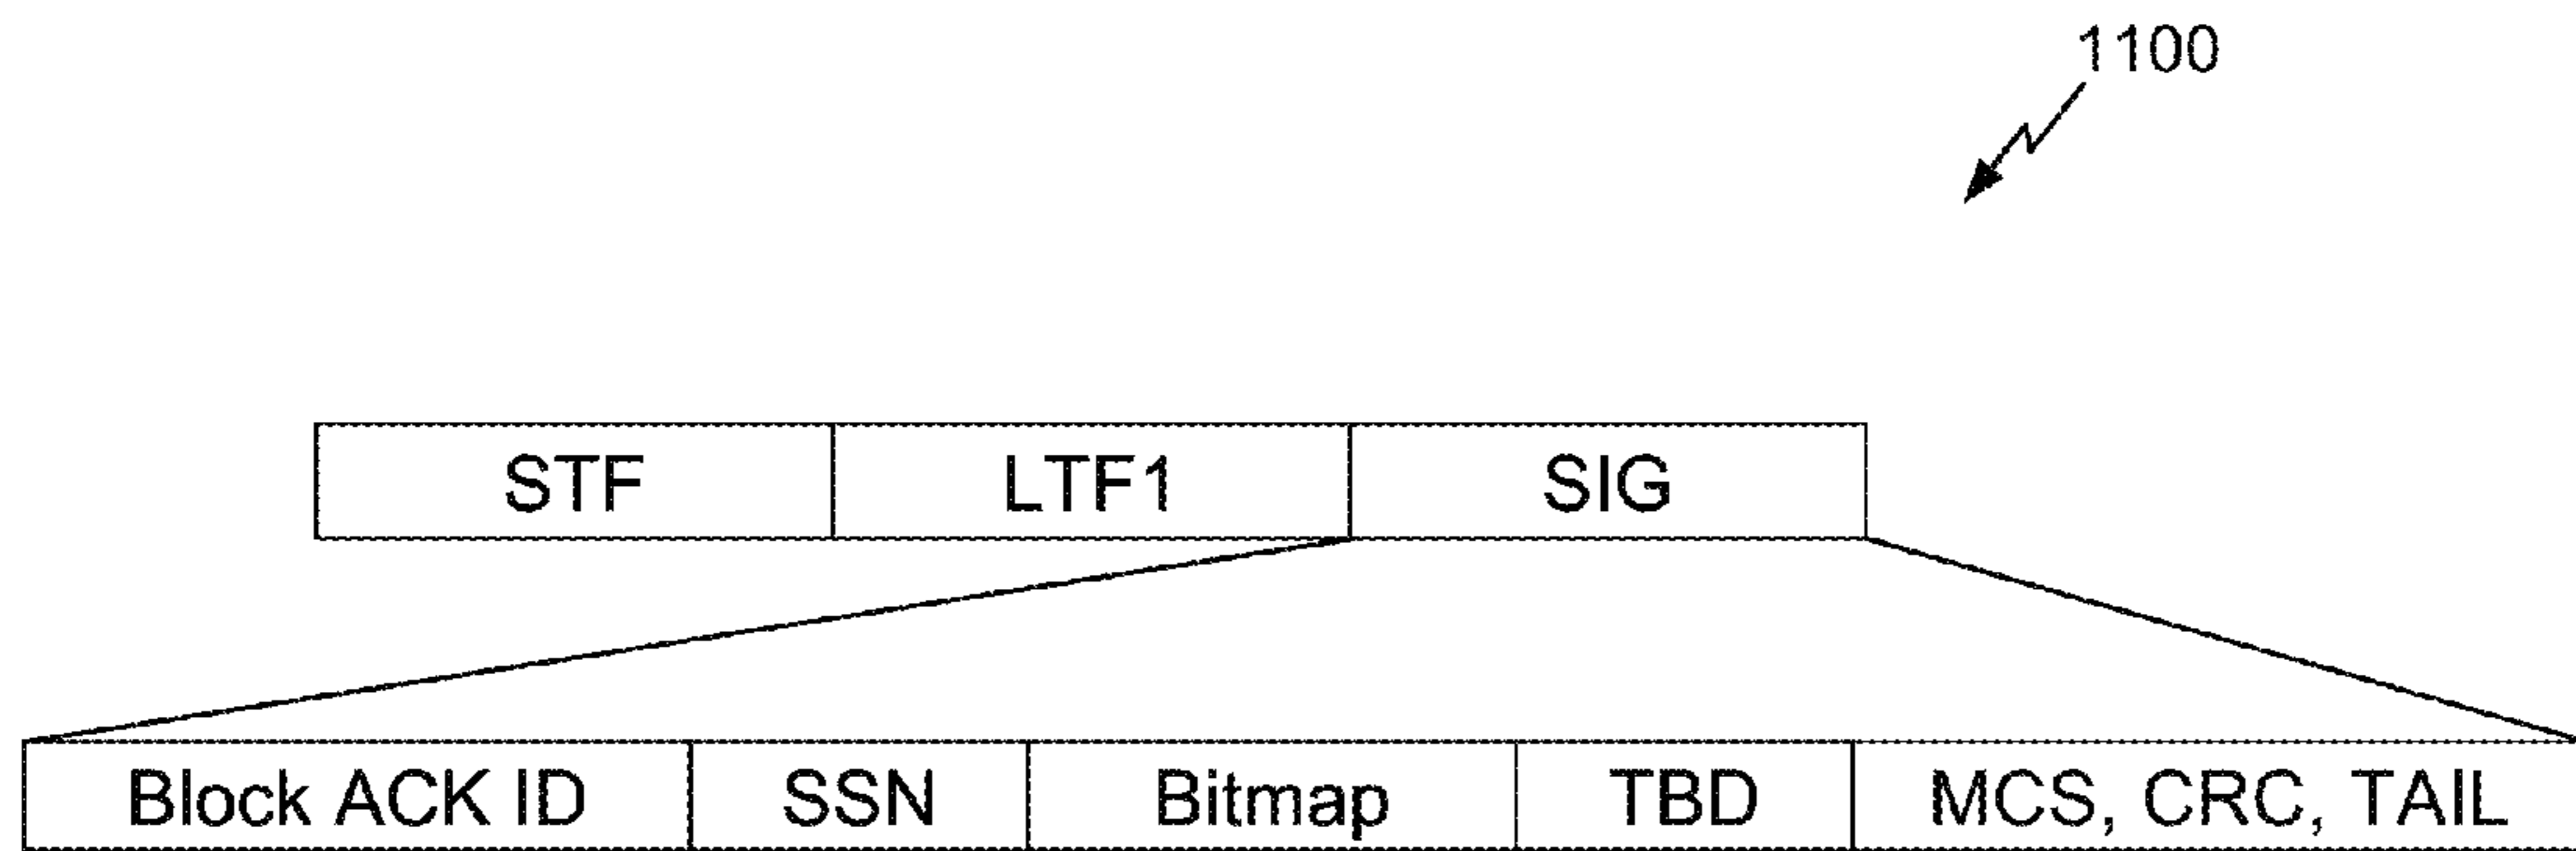 1100
STF LTF1 SIG
Block ACK ID SSN Bitmap TBD MCS, CRC, TAIL